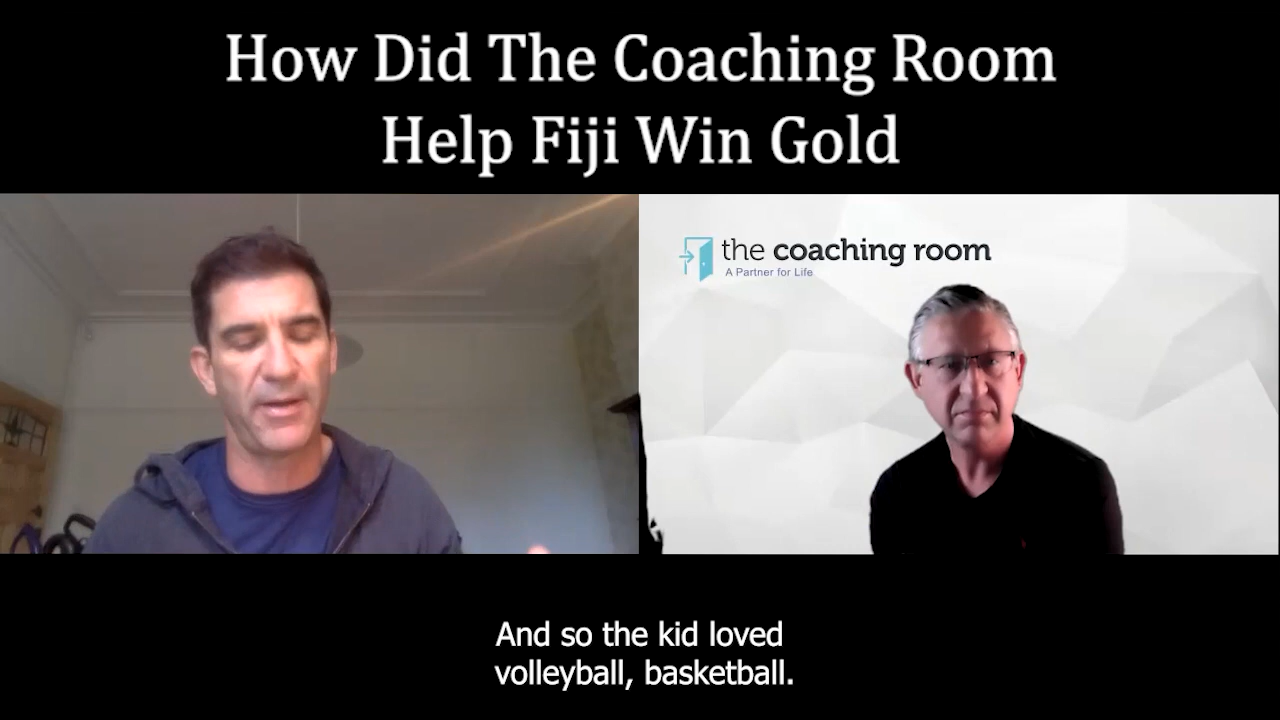 How Did The Coaching Room
Help Fiji Win Gold
the coaching room
A Partner for Life
And so the kid loved
volleyball, basketball.